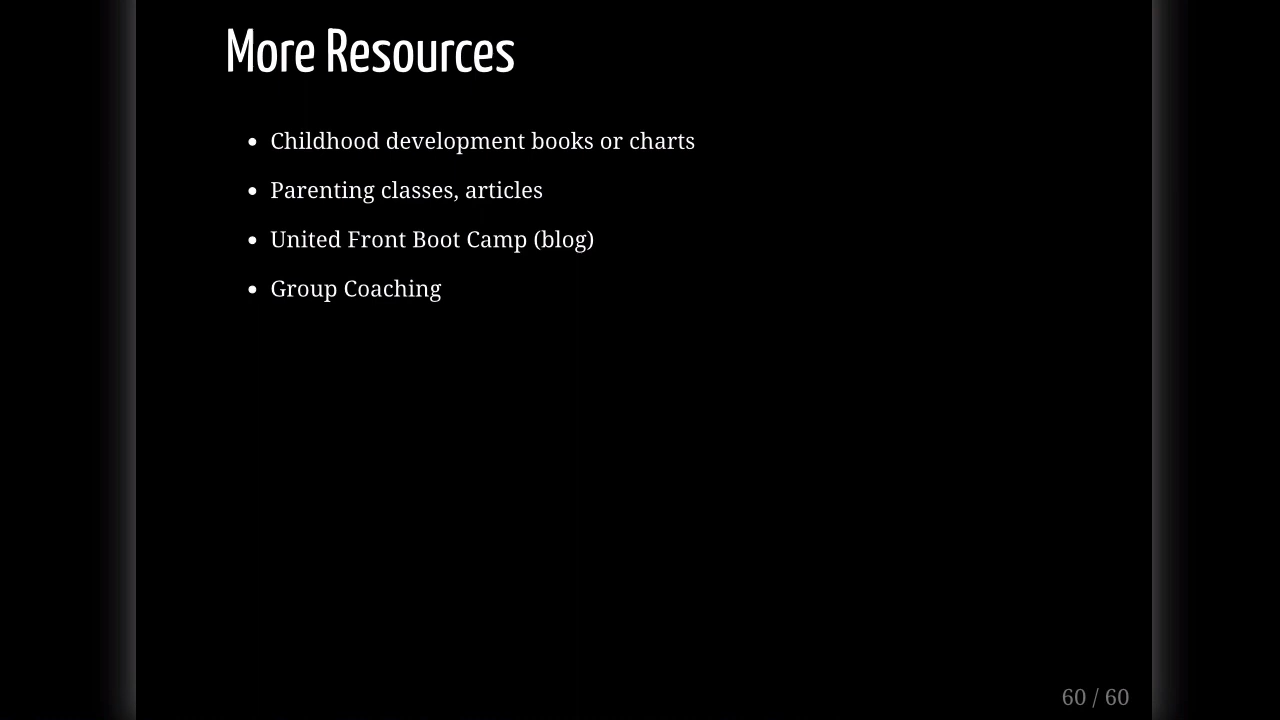 More Resources
• Childhood development books or charts
• Parenting classes, articles
• United Front Boot Camp (blog)
• Group Coaching
60 / 60